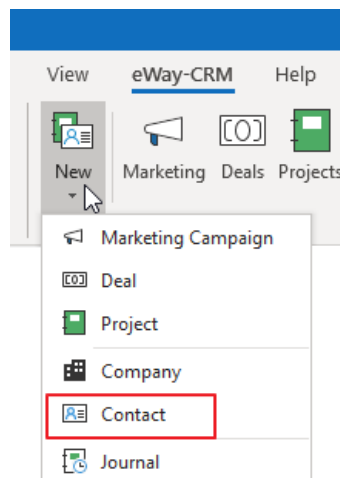 View eWay-CRM Help
New Marketing Deals Projects
Marketing Campaign
Deal
Project
Company
Contact
Journal